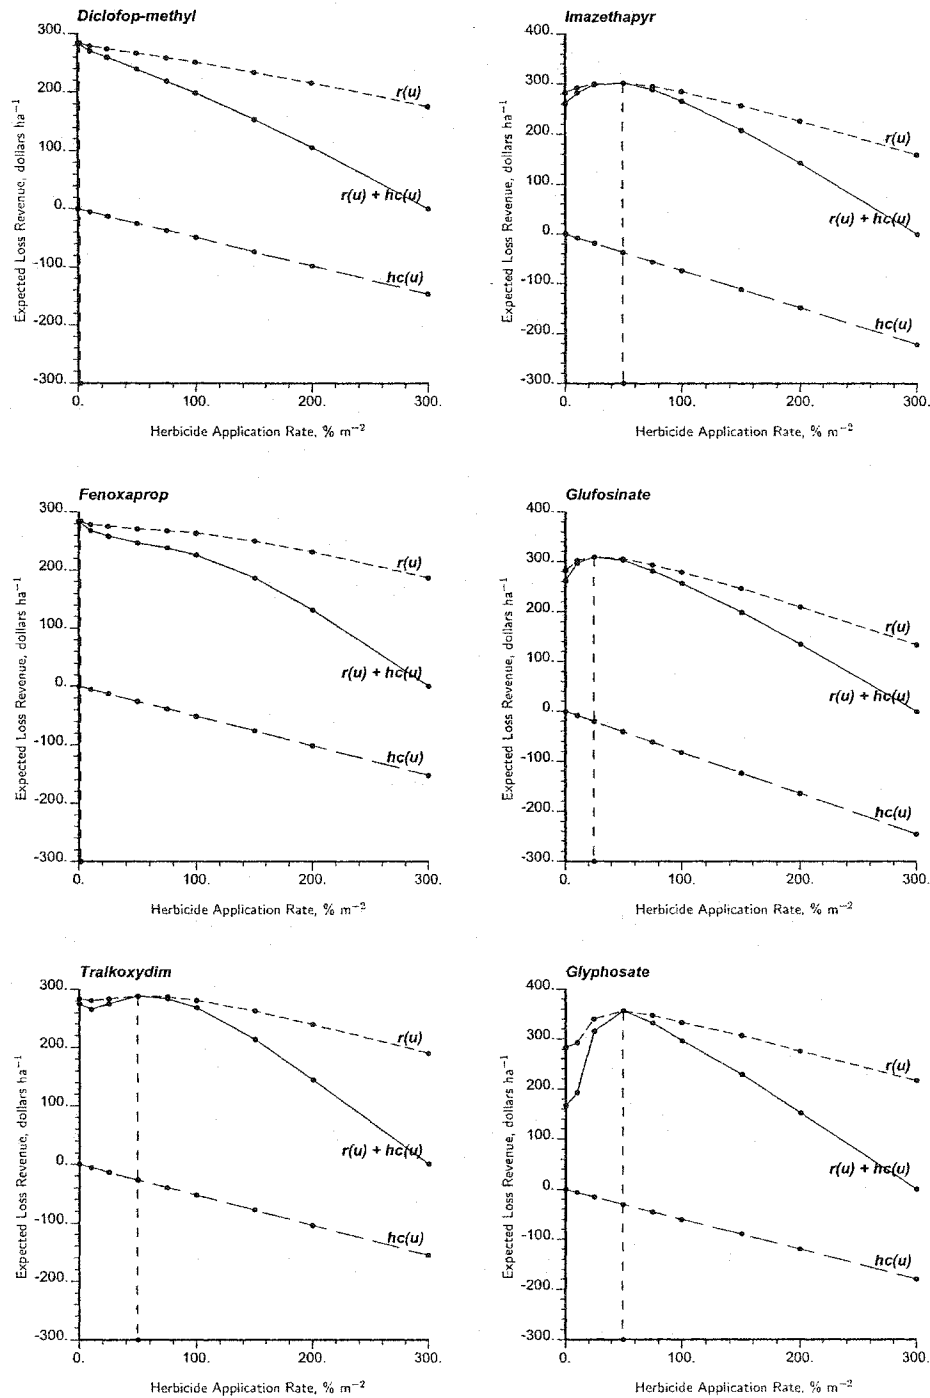 Diclofop-methyl
Expected Loss Revenue, dollars ha⁻¹
300.
200.
100.
0.
-100.
-200.
-300.
r(u)
r(u) + hc(u)
hc(u)
0.
100.
200.
300.
Herbicide Application Rate, % m⁻²
Imazethapyr
Expected Loss Revenue, dollars ha⁻¹
400.
300.
200.
100.
0.
-100.
-200.
-300.
r(u)
r(u) + hc(u)
hc(u)
0.
100.
200.
300.
Herbicide Application Rate, % m⁻²
Fenoxaprop
Expected Loss Revenue, dollars ha⁻¹
300.
200.
100.
0.
-100.
-200.
-300.
r(u)
r(u) + hc(u)
hc(u)
0.
100.
200.
300.
Herbicide Application Rate, % m⁻²
Glufosinate
Expected Loss Revenue, dollars ha⁻¹
400.
300.
200.
100.
0.
-100.
-200.
-300.
r(u)
r(u) + hc(u)
hc(u)
0.
100.
200.
300.
Herbicide Application Rate, % m⁻²
Tralkoxydim
Expected Loss Revenue, dollars ha⁻¹
300.
200.
100.
0.
-100.
-200.
-300.
r(u)
r(u) + hc(u)
hc(u)
0.
100.
200.
300.
Herbicide Application Rate, % m⁻²
Glyphosate
Expected Loss Revenue, dollars ha⁻¹
400.
300.
200.
100.
0.
-100.
-200.
-300.
r(u)
r(u) + hc(u)
hc(u)
0.
100.
200.
300.
Herbicide Application Rate, % m⁻²